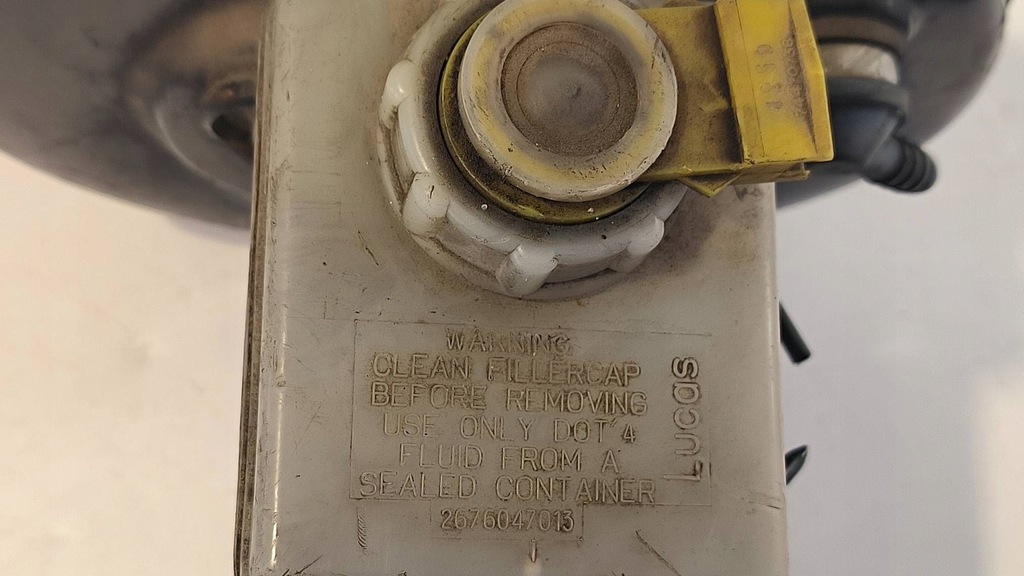 WARNING
CLEAN FILLERCAP
BEFORE REMOVING
USE ONLY DOT 4
FLUID FROM A
SEALED CONTAINER
Lucas
2676047013